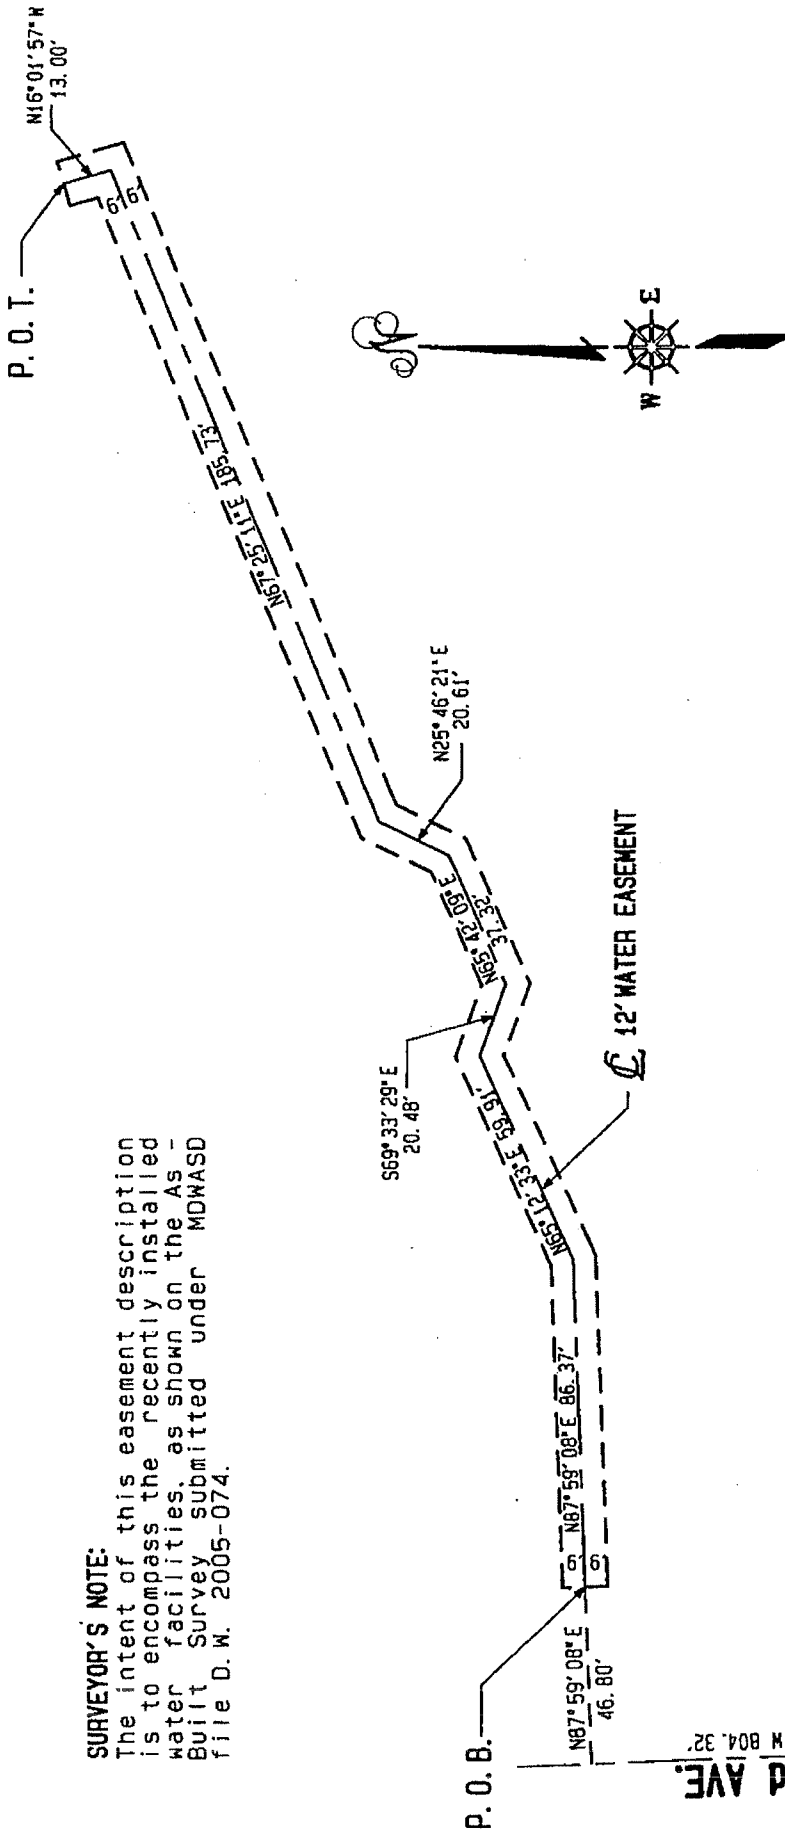 SURVEYOR'S NOTE:
The intent of this easement description
is to encompass the recently installed
water facilities, as shown on the As -
Built Survey submitted under MDWASD
file D.W. 2005-074.
P.O.B.
N87°59'08"E
46.80'
6'
6'
N87°59'08"E 86.37'
N65°12'33"E 59.91'
S69°33'29"E
20.48'
N65°42'09"E
37.32'
N25°46'21"E
20.61'
N67°25'11"E 185.73'
6'
6'
P.O.T.
N16°01'57"W
13.00'
℄ 12' WATER EASEMENT
N
W
E
W 804.32'
d AVE.